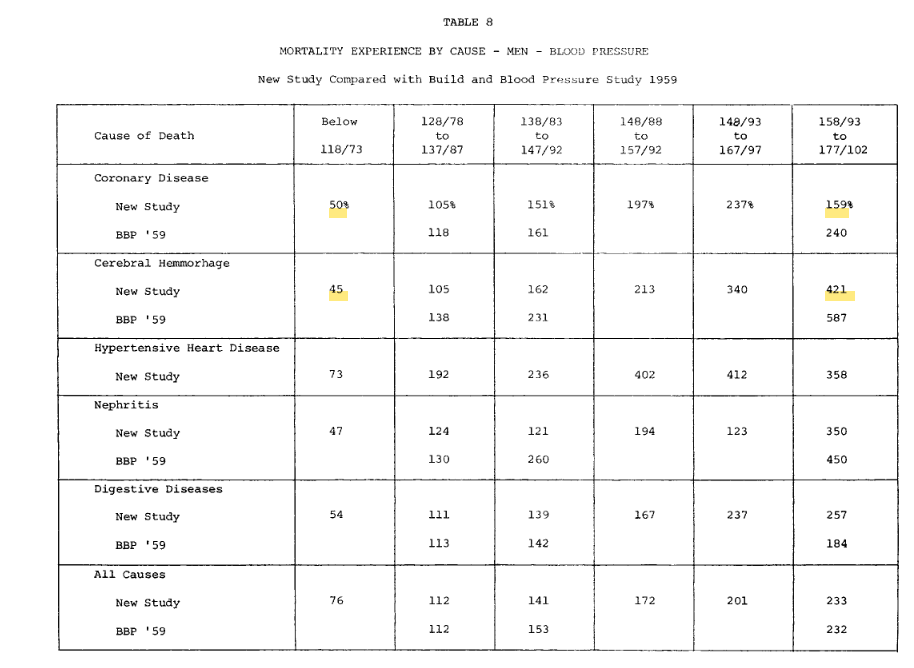 TABLE 8
MORTALITY EXPERIENCE BY CAUSE - MEN - BLOOD PRESSURE
New Study Compared with Build and Blood Pressure Study 1959
Cause of Death Below 118/73 128/78 to 137/87 138/83 to 147/92 148/88 to 157/92 148/93 to 167/97 158/93 to 177/102
Coronary Disease
New Study 50% 105% 151% 197% 237% 159%
BBP '59 118 161 240
Cerebral Hemmorhage
New Study 45 105 162 213 340 421
BBP '59 138 231 587
Hypertensive Heart Disease
New Study 73 192 236 402 412 358
Nephritis
New Study 47 124 121 194 123 350
BBP '59 130 260 450
Digestive Diseases
New Study 54 111 139 167 237 257
BBP '59 113 142 184
All Causes
New Study 76 112 141 172 201 233
BBP '59 112 153 232